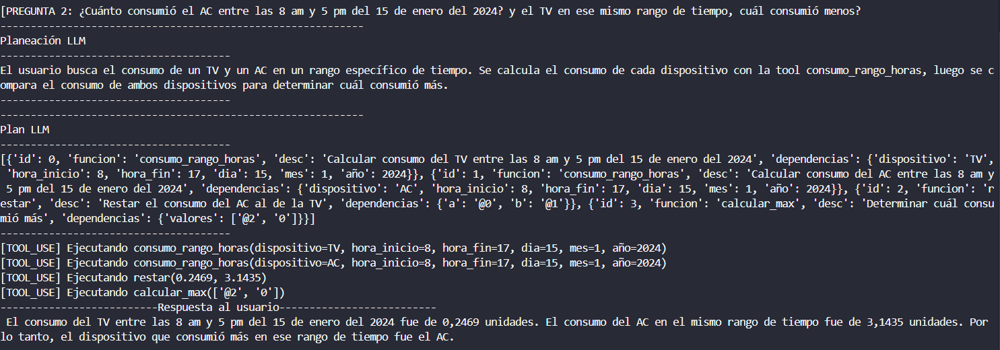 [PREGUNTA 2: ¿Cuánto consumió el AC entre las 8 am y 5 pm del 15 de enero del 2024? y el TV en ese mismo rango de tiempo, cuál consumió menos?
------------------------------------------------------------
Planeación LLM
--------------------------------------
El usuario busca el consumo de un TV y un AC en un rango específico de tiempo. Se calcula el consumo de cada dispositivo con la tool consumo_rango_horas, luego se c
ompara el consumo de ambos dispositivos para determinar cuál consumió más.
--------------------------------------
------------------------------------------------------------
Plan LLM
--------------------------------------
[{'id': 0, 'funcion': 'consumo_rango_horas', 'desc': 'Calcular consumo del TV entre las 8 am y 5 pm del 15 de enero del 2024', 'dependencias': {'dispositivo': 'TV',
 'hora_inicio': 8, 'hora_fin': 17, 'dia': 15, 'mes': 1, 'año': 2024}}, {'id': 1, 'funcion': 'consumo_rango_horas', 'desc': 'Calcular consumo del AC entre las 8 am y
 5 pm del 15 de enero del 2024', 'dependencias': {'dispositivo': 'AC', 'hora_inicio': 8, 'hora_fin': 17, 'dia': 15, 'mes': 1, 'año': 2024}}, {'id': 2, 'funcion': 'r
estar', 'desc': 'Restar el consumo del AC al de la TV', 'dependencias': {'a': '@0', 'b': '@1'}}, {'id': 3, 'funcion': 'calcular_max', 'desc': 'Determinar cuál consu
mió más', 'dependencias': {'valores': ['@2', '0']}}]
--------------------------------------
[TOOL_USE] Ejecutando consumo_rango_horas(dispositivo=TV, hora_inicio=8, hora_fin=17, dia=15, mes=1, año=2024)
[TOOL_USE] Ejecutando consumo_rango_horas(dispositivo=AC, hora_inicio=8, hora_fin=17, dia=15, mes=1, año=2024)
[TOOL_USE] Ejecutando restar(0.2469, 3.1435)
[TOOL_USE] Ejecutando calcular_max(['@2', '0'])
--------------------------Respuesta al usuario--------------------------
 El consumo del TV entre las 8 am y 5 pm del 15 de enero del 2024 fue de 0,2469 unidades. El consumo del AC en el mismo rango de tiempo fue de 3,1435 unidades. Por
lo tanto, el dispositivo que consumió más en ese rango de tiempo fue el AC.